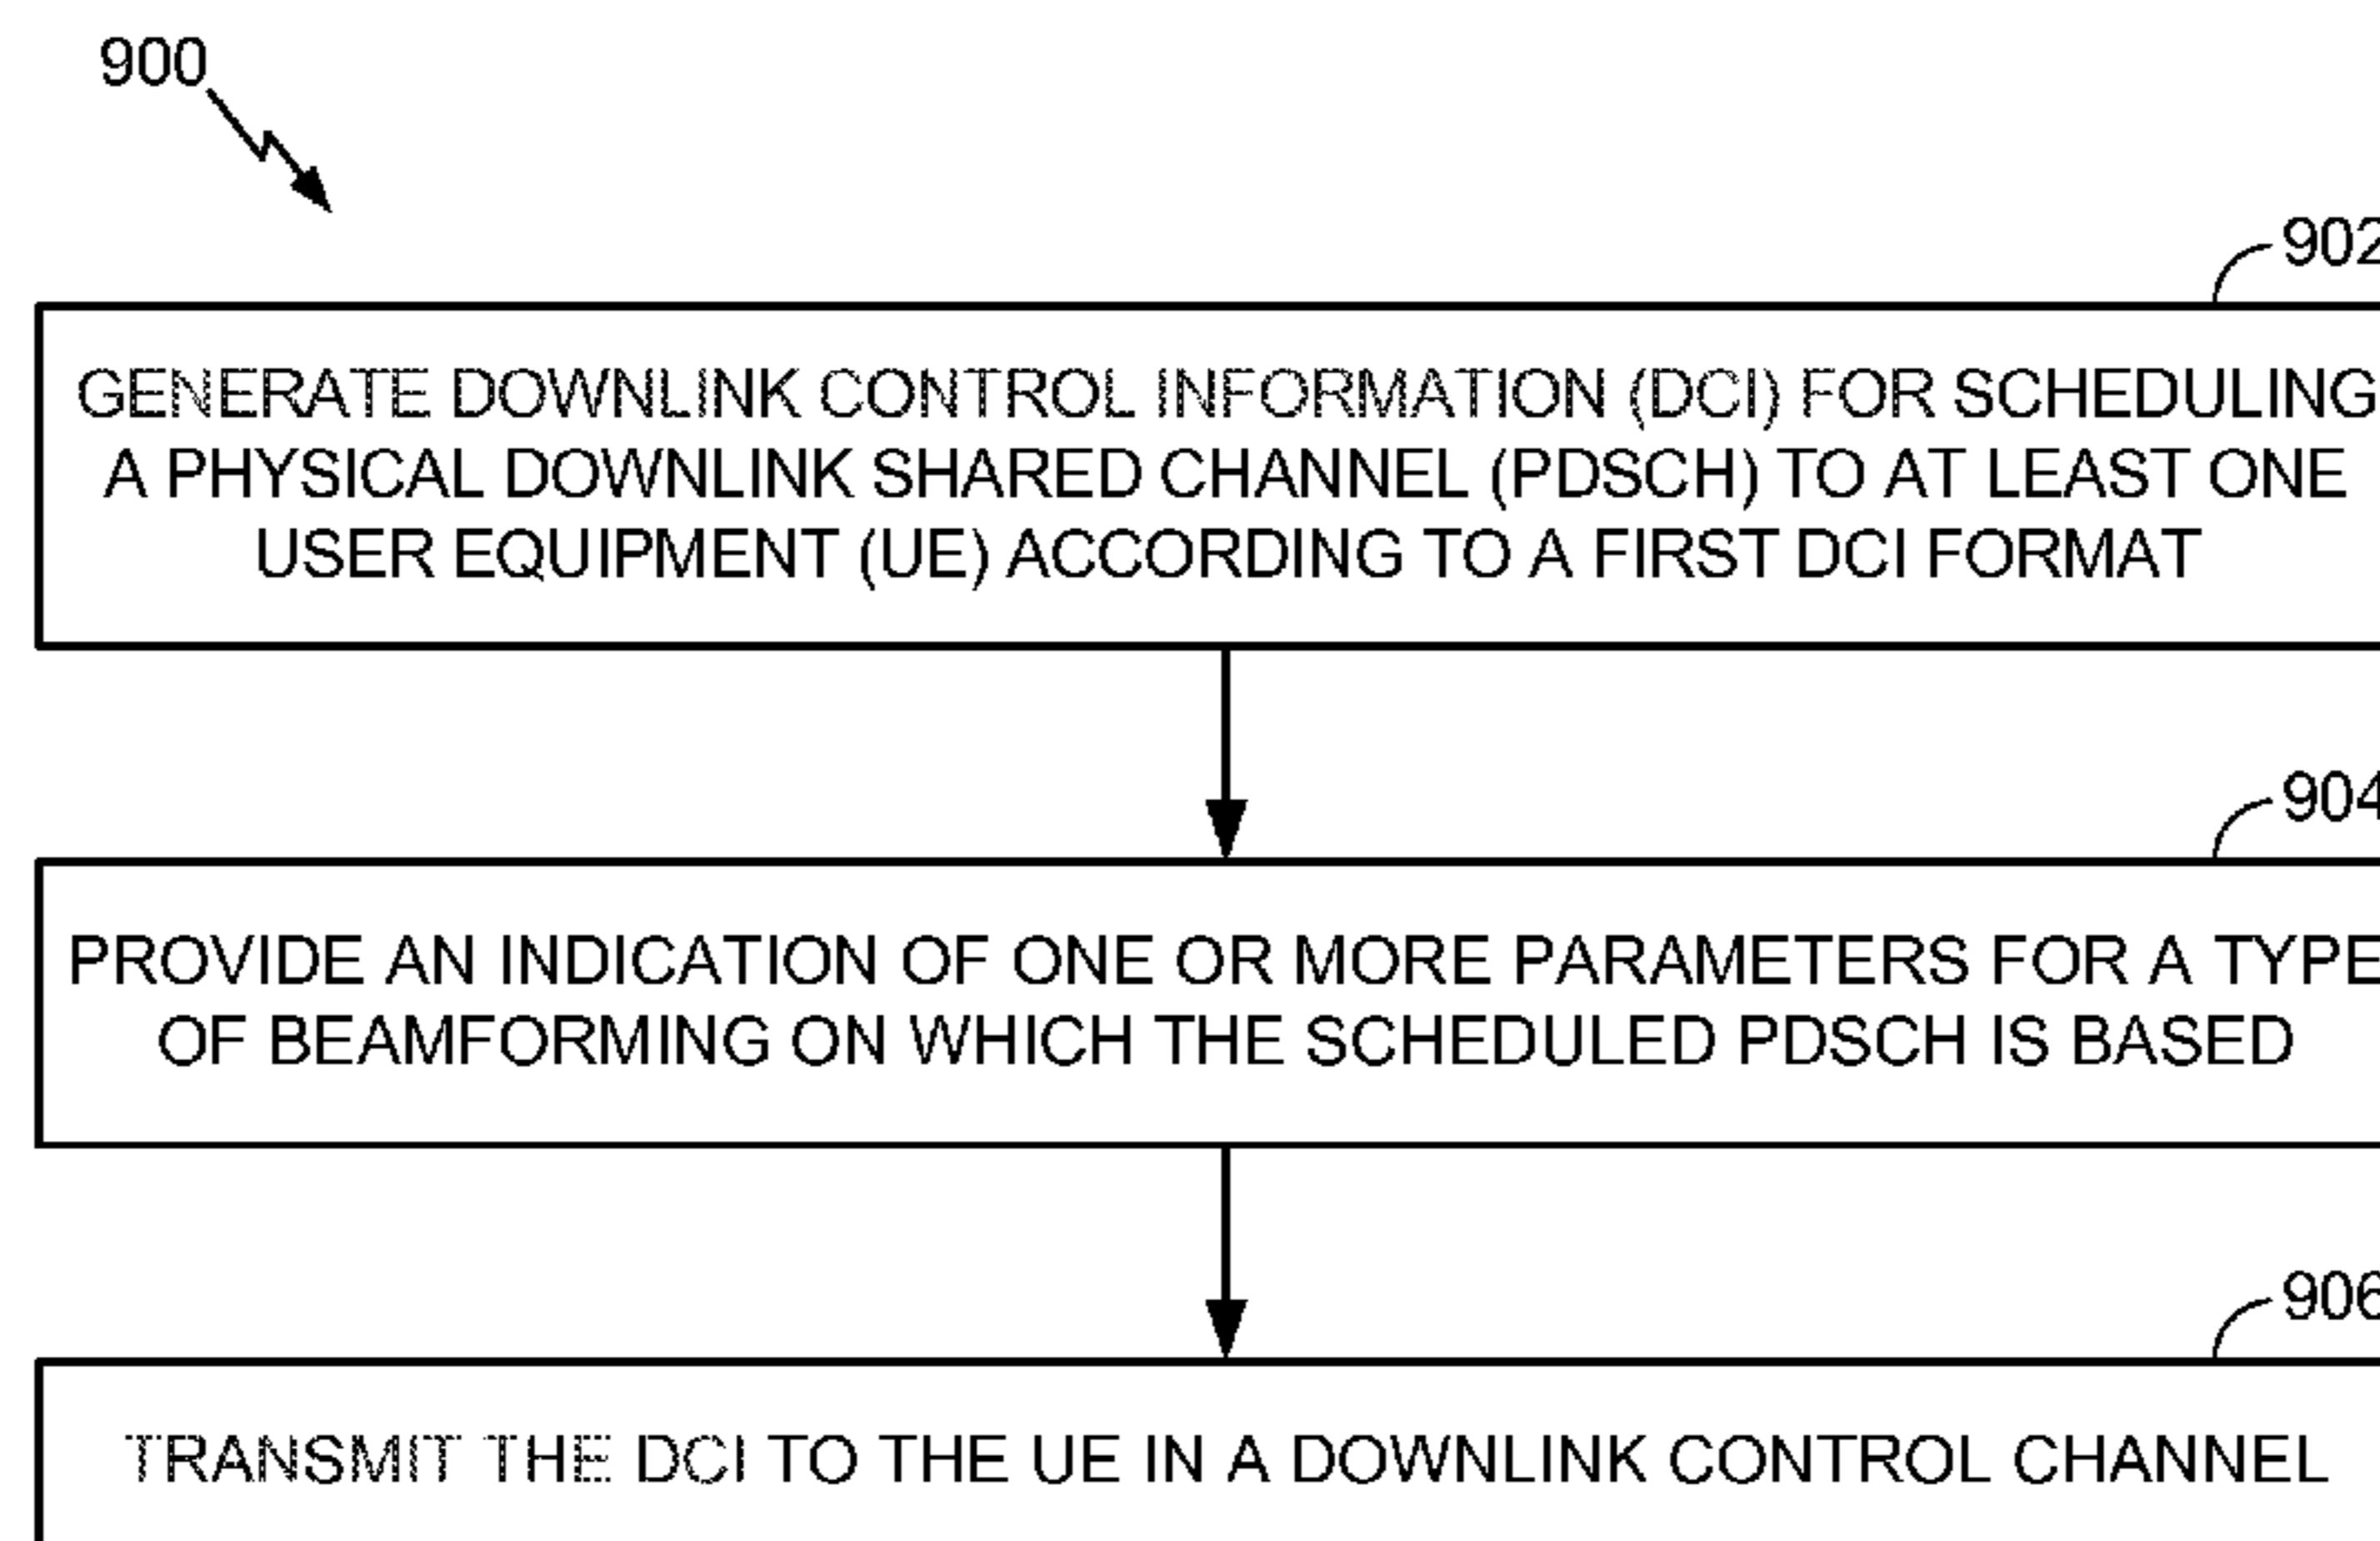 900
902
GENERATE DOWNLINK CONTROL INFORMATION (DCI) FOR SCHEDULING
A PHYSICAL DOWNLINK SHARED CHANNEL (PDSCH) TO AT LEAST ONE
USER EQUIPMENT (UE) ACCORDING TO A FIRST DCI FORMAT
904
PROVIDE AN INDICATION OF ONE OR MORE PARAMETERS FOR A TYPE
OF BEAMFORMING ON WHICH THE SCHEDULED PDSCH IS BASED
906
TRANSMIT THE DCI TO THE UE IN A DOWNLINK CONTROL CHANNEL